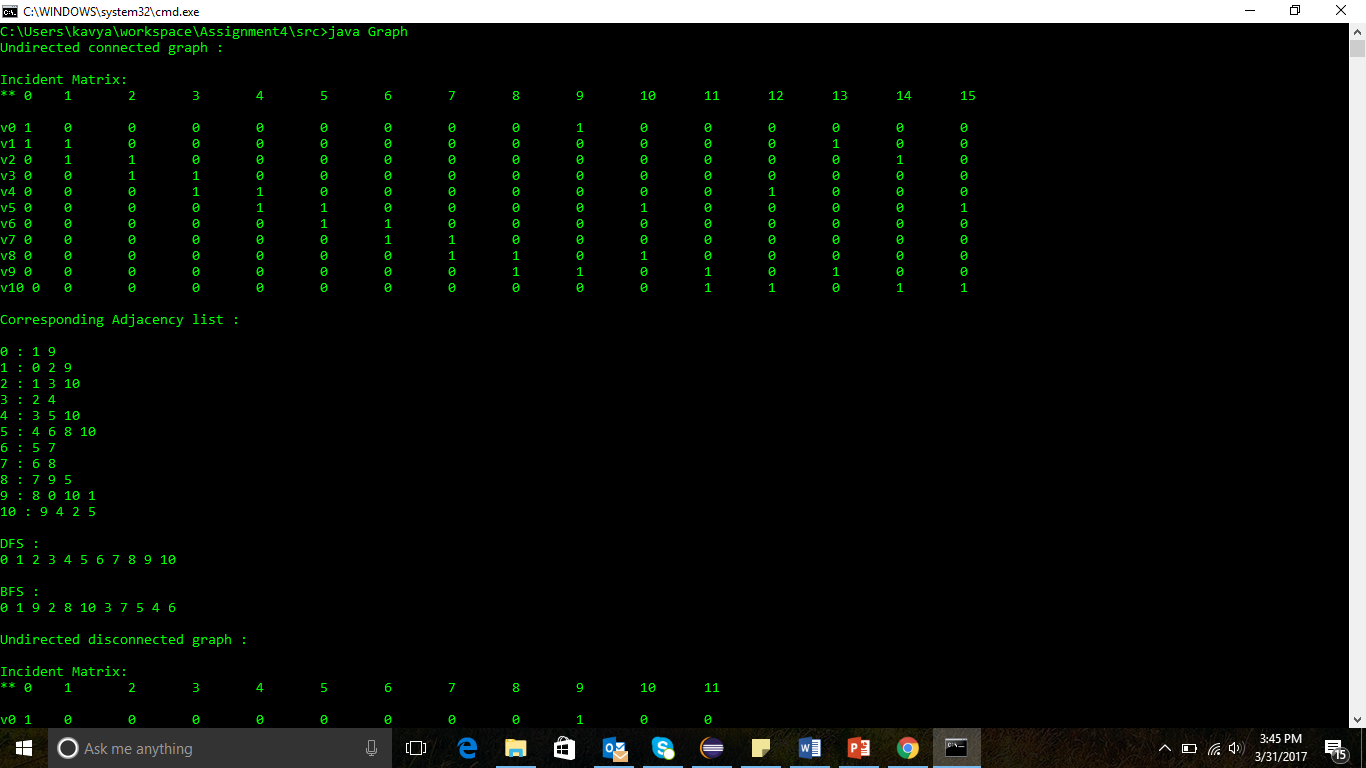 C:\WINDOWS\system32\cmd.exe
C:\Users\kavya\workspace\Assignment4\src>java Graph
Undirected connected graph :
Incident Matrix:
** 0 1 2 3 4 5 6 7 8 9 10 11 12 13 14 15
v0 1 0 0 0 0 0 0 0 0 1 0 0 0 0 0 0
v1 1 1 0 0 0 0 0 0 0 0 0 0 0 1 0 0
v2 0 1 1 0 0 0 0 0 0 0 0 0 0 0 1 0
v3 0 0 1 1 0 0 0 0 0 0 0 0 0 0 0 0
v4 0 0 0 1 1 0 0 0 0 0 0 0 1 0 0 0
v5 0 0 0 0 1 1 0 0 0 0 1 0 0 0 0 1
v6 0 0 0 0 0 1 1 0 0 0 0 0 0 0 0 0
v7 0 0 0 0 0 0 1 1 0 0 0 0 0 0 0 0
v8 0 0 0 0 0 0 0 1 1 0 1 0 0 0 0 0
v9 0 0 0 0 0 0 0 0 1 1 0 1 0 1 0 0
v10 0 0 0 0 0 0 0 0 0 0 0 1 1 0 1 1
Corresponding Adjacency list :
0 : 1 9
1 : 0 2 9
2 : 1 3 10
3 : 2 4
4 : 3 5 10
5 : 4 6 8 10
6 : 5 7
7 : 6 8
8 : 7 9 5
9 : 8 0 10 1
10 : 9 4 2 5
DFS :
0 1 2 3 4 5 6 7 8 9 10
BFS :
0 1 9 2 8 10 3 7 5 4 6
Undirected disconnected graph :
Incident Matrix:
** 0 1 2 3 4 5 6 7 8 9 10 11
v0 1 0 0 0 0 0 0 0 0 1 0 0
Ask me anything
3:45 PM
3/31/2017
15